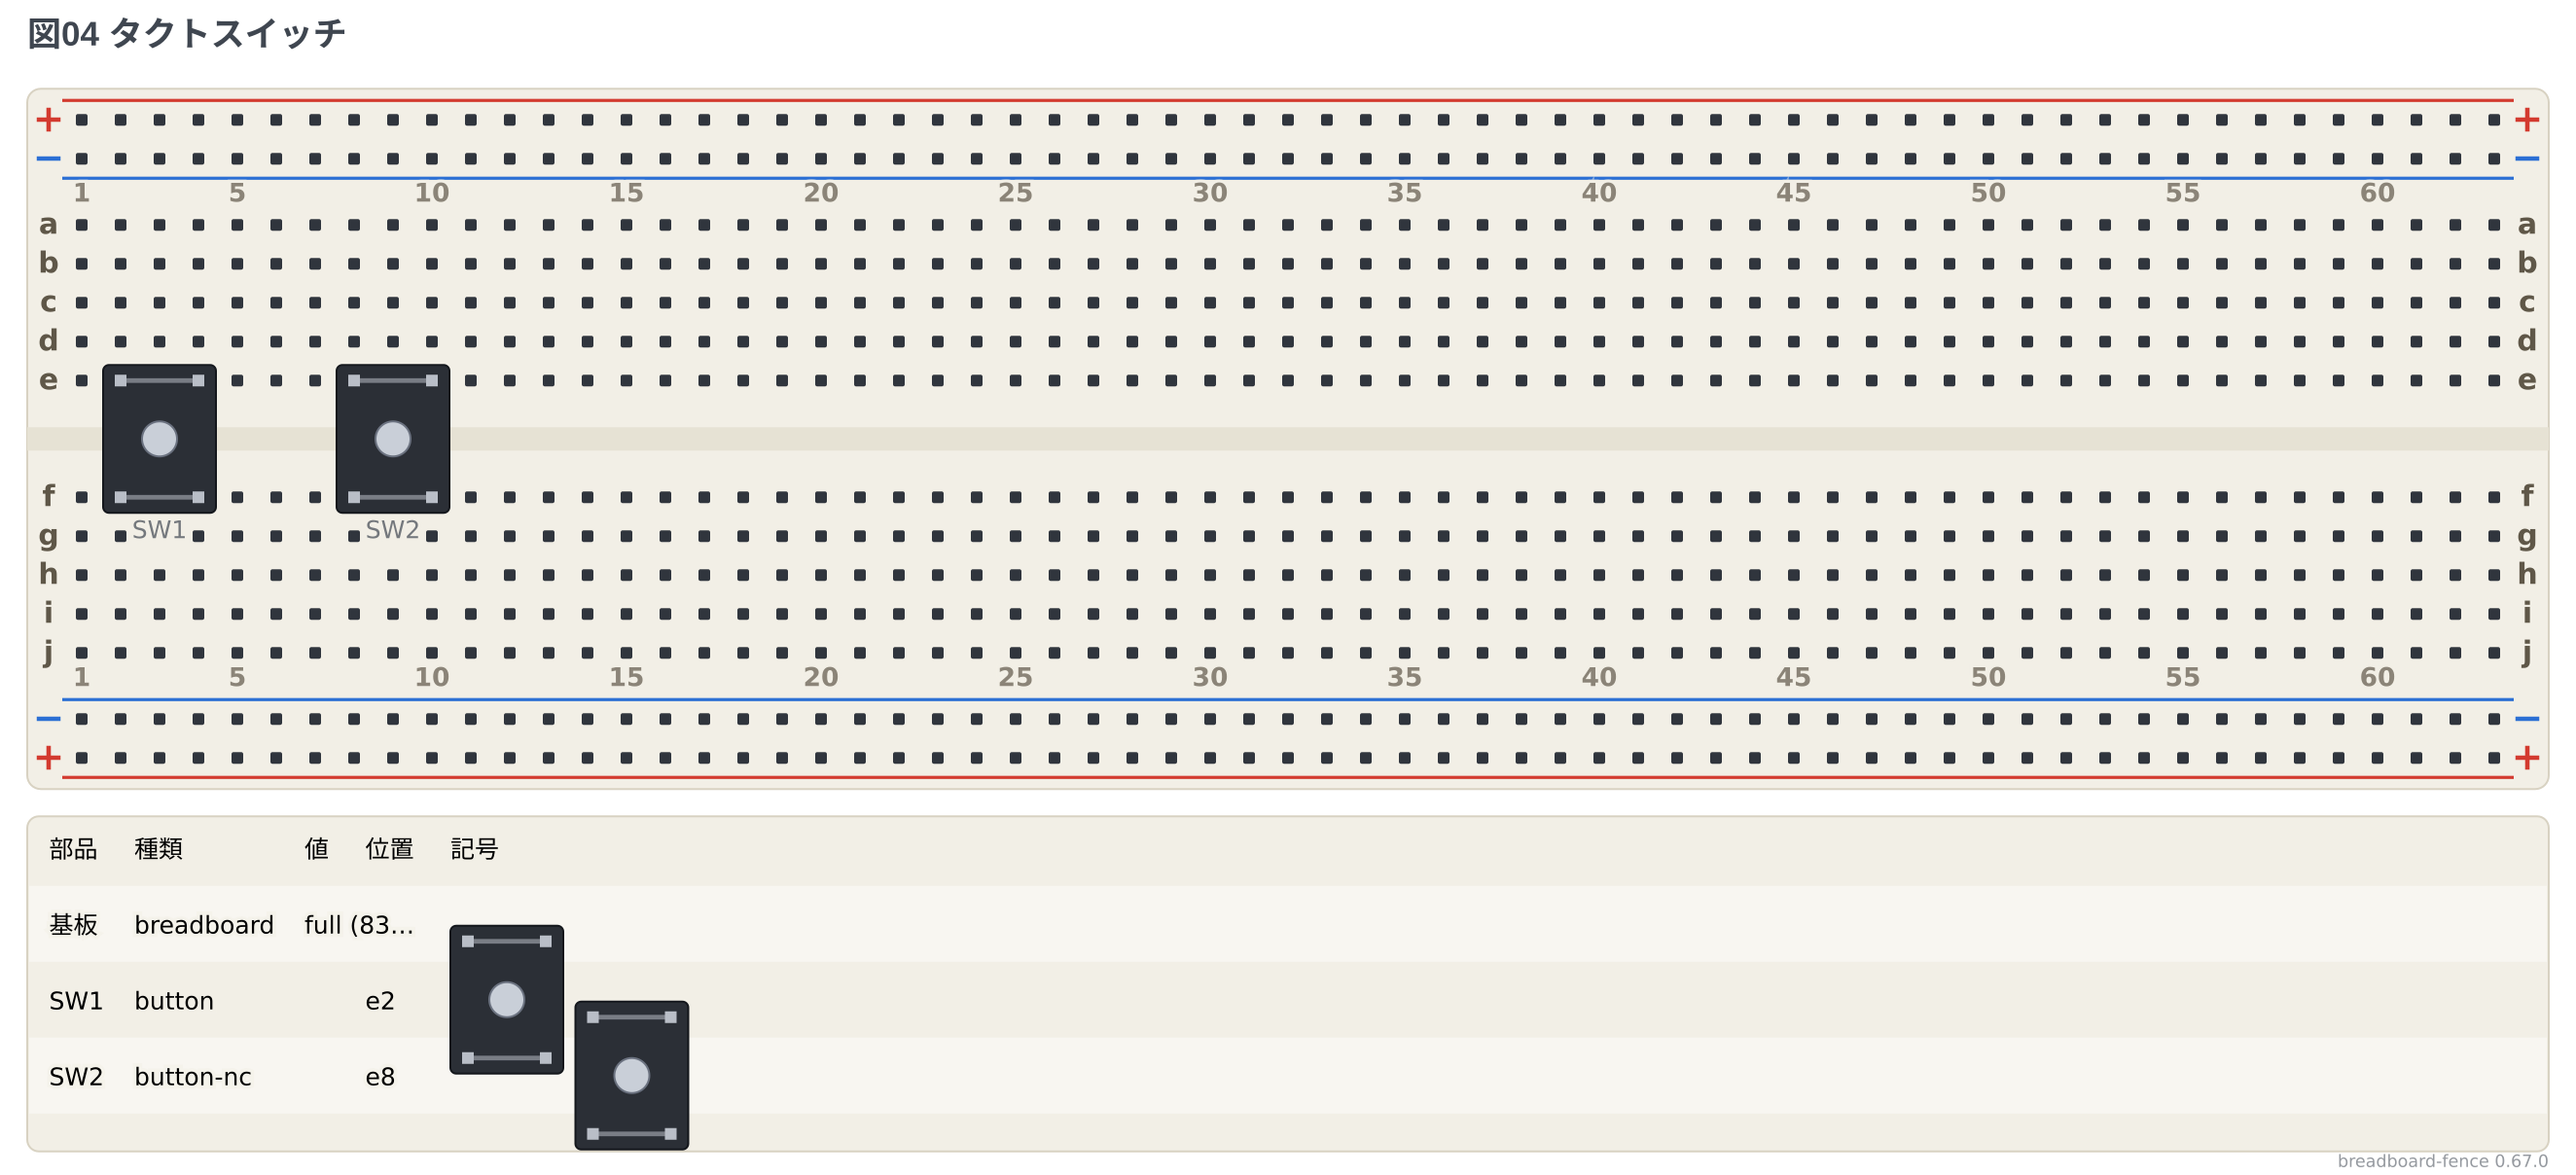 図04 タクトスイッチ
+ +
− −
1 5 10 15 20 25 30 35 40 45 50 55 60
a a
b b
c c
d d
e e
f f
SW1 SW2
g g
h h
i i
j j
1 5 10 15 20 25 30 35 40 45 50 55 60
− −
+ +
部品 種類 値 位置 記号
基板 breadboard full (83…
SW1 button e2
SW2 button-nc e8
breadboard-fence 0.67.0